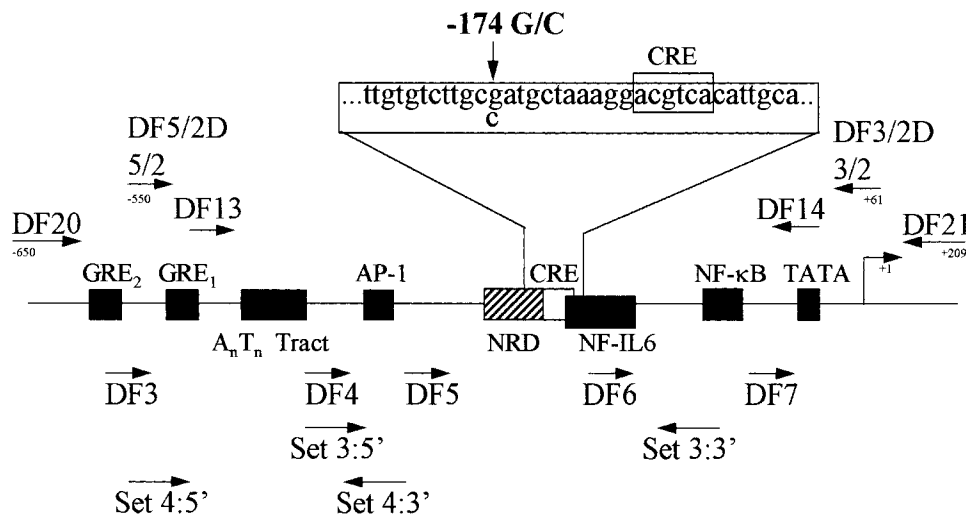 -174 G/C
CRE
...ttgtgtcttgcgatgctaaaggacgtcacattgca..
c
DF5/2D
5/2
-550
DF3/2D
3/2
+61
DF20
-650
DF13
DF14
DF21
+209
GRE2
GRE1
AP-1
CRE
NF-κB
TATA
+1
AnTn Tract
NRD
NF-IL6
DF3
DF4
DF5
DF6
DF7
Set 3:5’
Set 3:3’
Set 4:5’
Set 4:3’